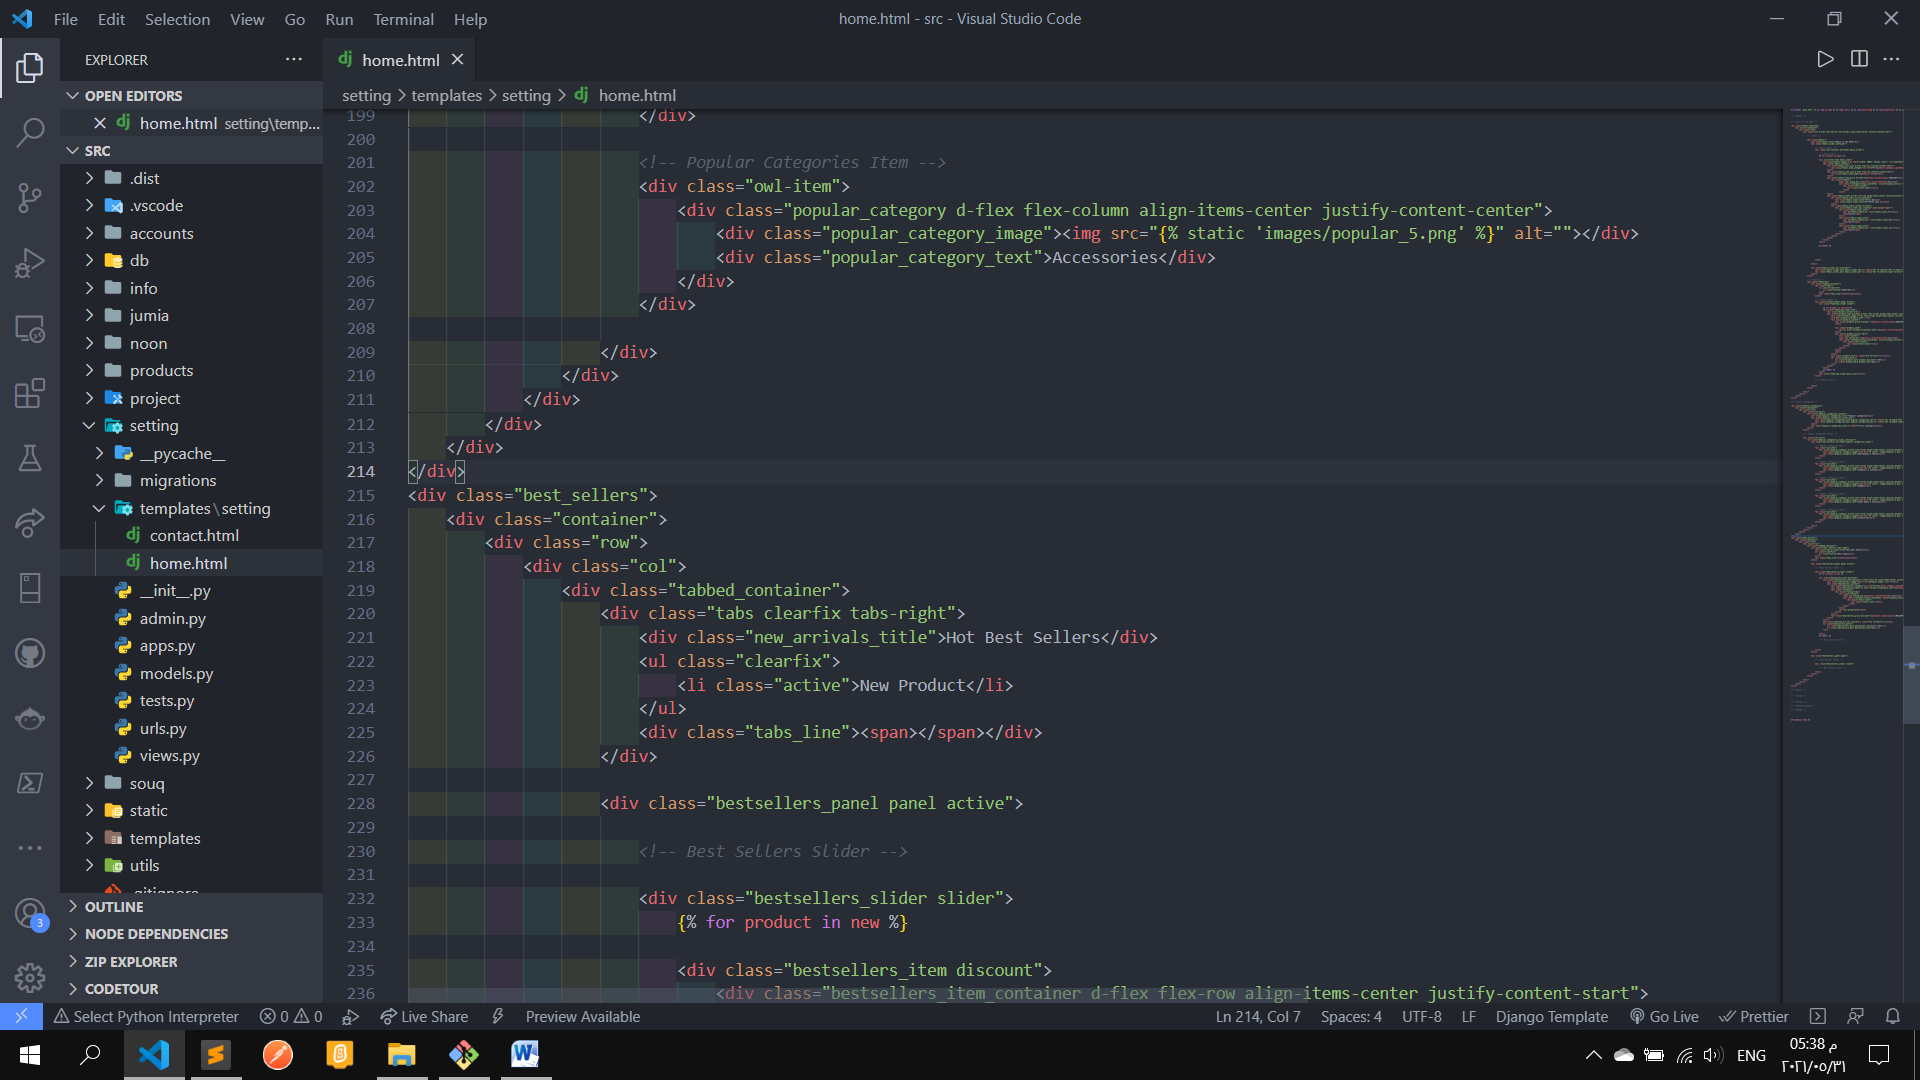 File Edit Selection View Go Run Terminal Help
home.html - src - Visual Studio Code
EXPLORER
home.html
OPEN EDITORS
home.html setting\temp...
SRC
.dist
.vscode
accounts
db
info
jumia
noon
products
project
setting
__pycache__
migrations
templates\setting
contact.html
home.html
__init__.py
admin.py
apps.py
models.py
tests.py
urls.py
views.py
souq
static
templates
utils
.gitignore
OUTLINE
NODE DEPENDENCIES
ZIP EXPLORER
CODETOUR
3
setting > templates > setting > home.html
199 </div>
200
201 <!-- Popular Categories Item -->
202 <div class="owl-item">
203 <div class="popular_category d-flex flex-column align-items-center justify-content-center">
204 <div class="popular_category_image"><img src="{% static 'images/popular_5.png' %}" alt=""></div>
205 <div class="popular_category_text">Accessories</div>
206 </div>
207 </div>
208
209 </div>
210 </div>
211 </div>
212 </div>
213 </div>
214 </div>
215 <div class="best_sellers">
216 <div class="container">
217 <div class="row">
218 <div class="col">
219 <div class="tabbed_container">
220 <div class="tabs clearfix tabs-right">
221 <div class="new_arrivals_title">Hot Best Sellers</div>
222 <ul class="clearfix">
223 <li class="active">New Product</li>
224 </ul>
225 <div class="tabs_line"><span></span></div>
226 </div>
227
228 <div class="bestsellers_panel panel active">
229
230 <!-- Best Sellers Slider -->
231
232 <div class="bestsellers_slider slider">
233 {% for product in new %}
234
235 <div class="bestsellers_item discount">
236 <div class="bestsellers_item_container d-flex flex-row align-items-center justify-content-start">
Select Python Interpreter 0 0 Live Share Preview Available Ln 214, Col 7 Spaces: 4 UTF-8 LF Django Template Go Live Prettier
ENG
05:38 م
٢٠٢١/٠٥/٣١